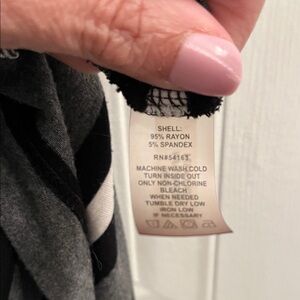 SHELL:
95% RAYON
5% SPANDEX
RN#54163
MACHINE WASH COLD
TURN INSIDE OUT
ONLY NON-CHLORINE
BLEACH
WHEN NEEDED
TUMBLE DRY LOW
IRON LOW
IF NECESSARY